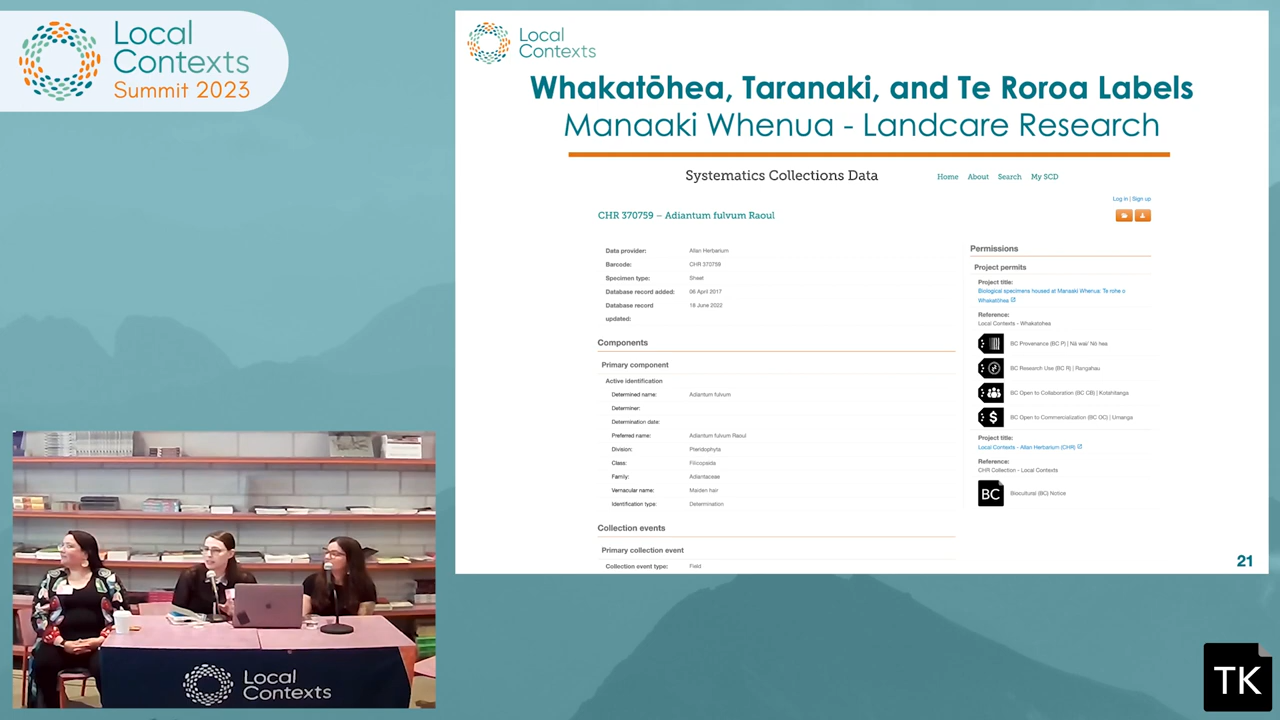 Local
Contexts
Summit 2023
Local
Contexts
Whakatōhea, Taranaki, and Te Roroa Labels
Manaaki Whenua - Landcare Research
Systematics Collections Data
Home About Search My SCD
Log in | Sign up
CHR 370759 – Adiantum fulvum Raoul
Data provider: Allan Herbarium
Barcode: CHR 370759
Specimen type: Sheet
Database record added: 06 April 2017
Database record updated: 18 June 2022
Components
Primary component
Active identification
Determined name: Adiantum fulvum
Determiner:
Determination date:
Preferred name: Adiantum fulvum Raoul
Division: Pteridophyta
Class: Filicopsida
Family: Adiantaceae
Vernacular name: Maiden hair
Identification type: Determination
Collection events
Primary collection event
Collection event type: Field
Permissions
Project permits
Project title:
Biological specimens housed at Manaaki Whenua: Te rohe o
Whakatōhea
Reference:
Local Contexts - Whakatohea
BC Provenance (BC P) | Nā wai/ Nō hea
BC Research Use (BC R) | Rangahau
BC Open to Collaboration (BC CB) | Kotahitanga
$ BC Open to Commercialization (BC OC) | Umanga
Project title:
Local Contexts - Allan Herbarium (CHR)
Reference:
CHR Collection - Local Contexts
BC Biocultural (BC) Notice
21
Local
Contexts
TK